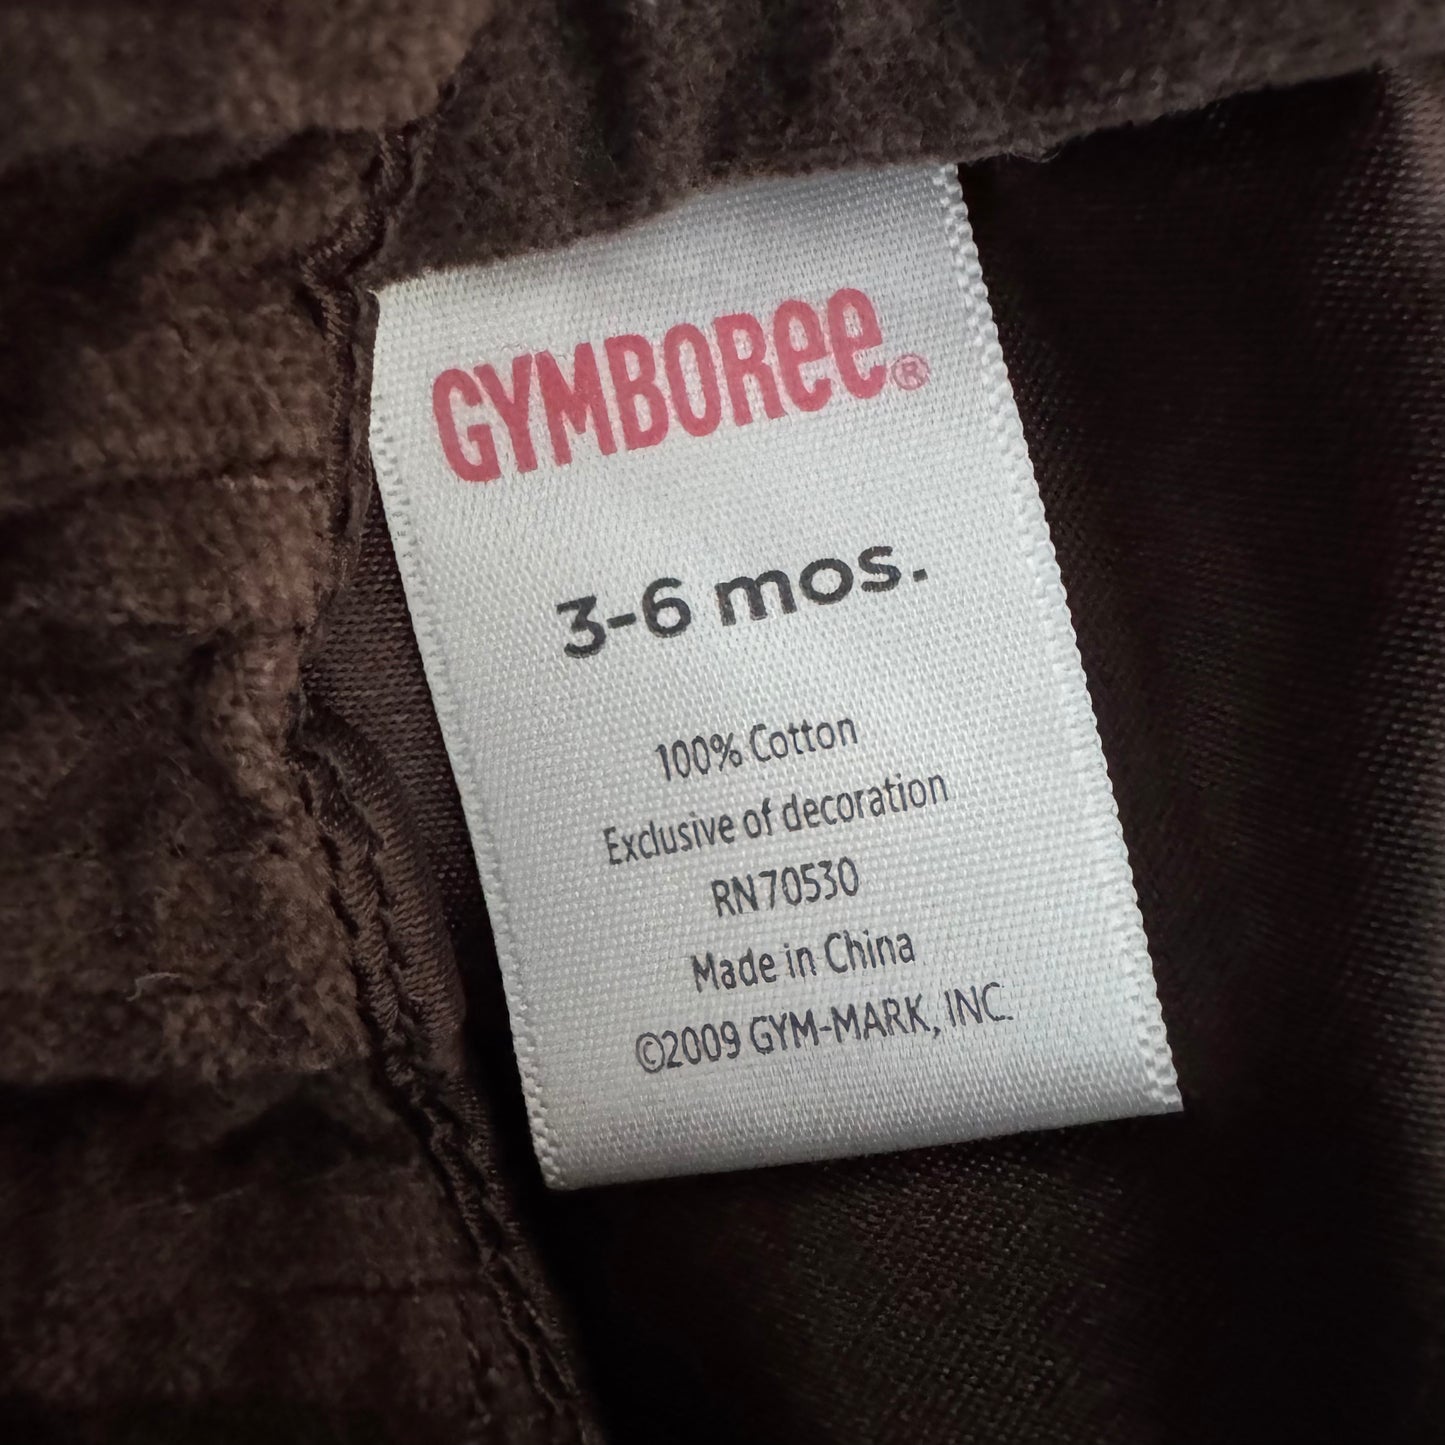 GYMBOREE®
3-6 mos.
100% Cotton
Exclusive of decoration
RN70530
Made in China
©2009 GYM-MARK, INC.